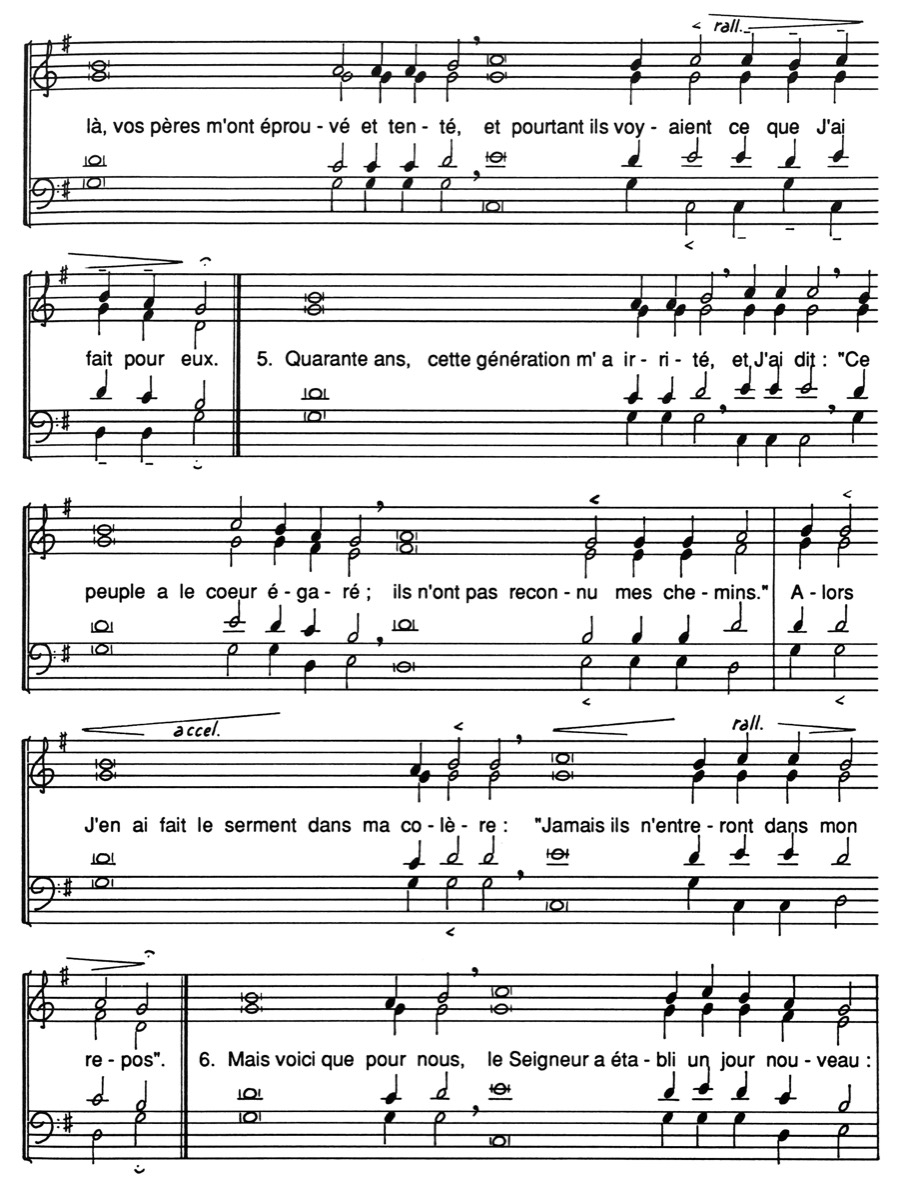 rall.
là, vos pères m'ont éprou - vé et ten - té, et pourtant ils voy - aient ce que J'ai
fait pour eux. 5. Quarante ans, cette génération m' a ir - ri - té, et J'ai dit : "Ce
peuple a le coeur é - ga - ré ; ils n'ont pas recon - nu mes che - mins." A - lors
accel. rall.
J'en ai fait le serment dans ma co - lè - re : "Jamais ils n'entre - ront dans mon
re - pos". 6. Mais voici que pour nous, le Seigneur a éta - bli un jour nou - veau :